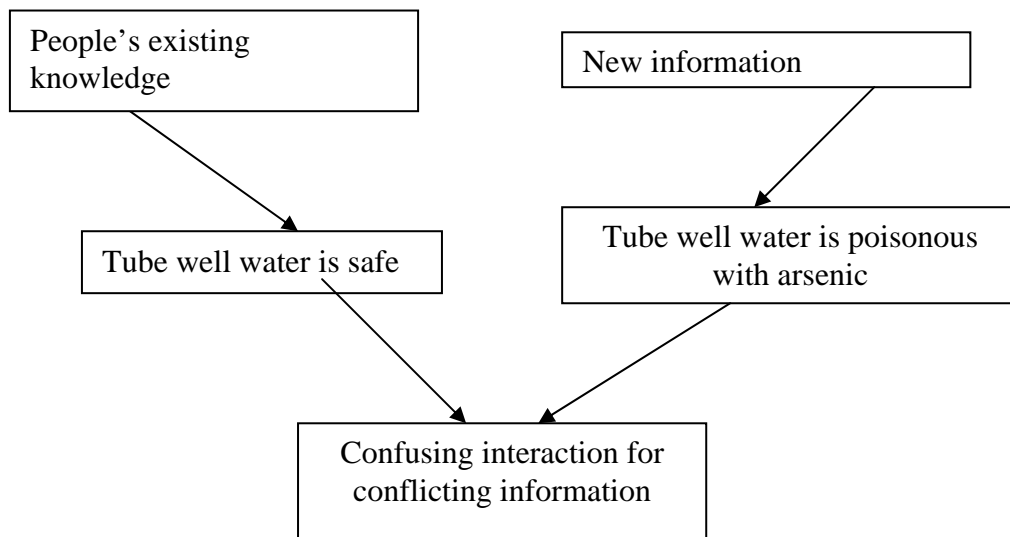 People’s existing
knowledge
New information
Tube well water is safe
Tube well water is poisonous
with arsenic
Confusing interaction for
conflicting information